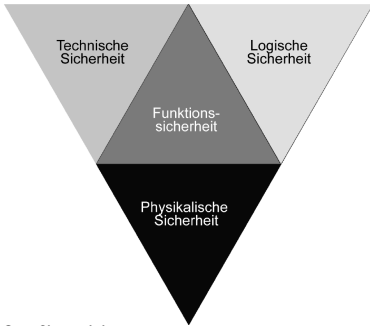 Technische
Sicherheit
Logische
Sicherheit
Funktions-
sicherheit
Physikalische
Sicherheit